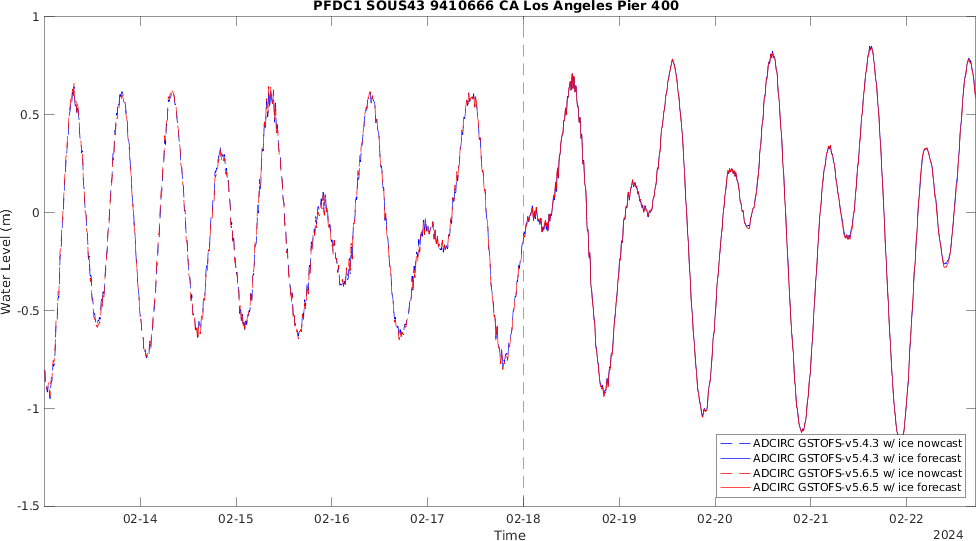 PFDC1 SOUS43 9410666 CA Los Angeles Pier 400
Water Level (m)
1
0.5
0
-0.5
-1
-1.5
ADCIRC GSTOFS-v5.4.3 w/ ice nowcast
ADCIRC GSTOFS-v5.4.3 w/ ice forecast
ADCIRC GSTOFS-v5.6.5 w/ ice nowcast
ADCIRC GSTOFS-v5.6.5 w/ ice forecast
02-14 02-15 02-16 02-17 02-18 02-19 02-20 02-21 02-22
Time
2024